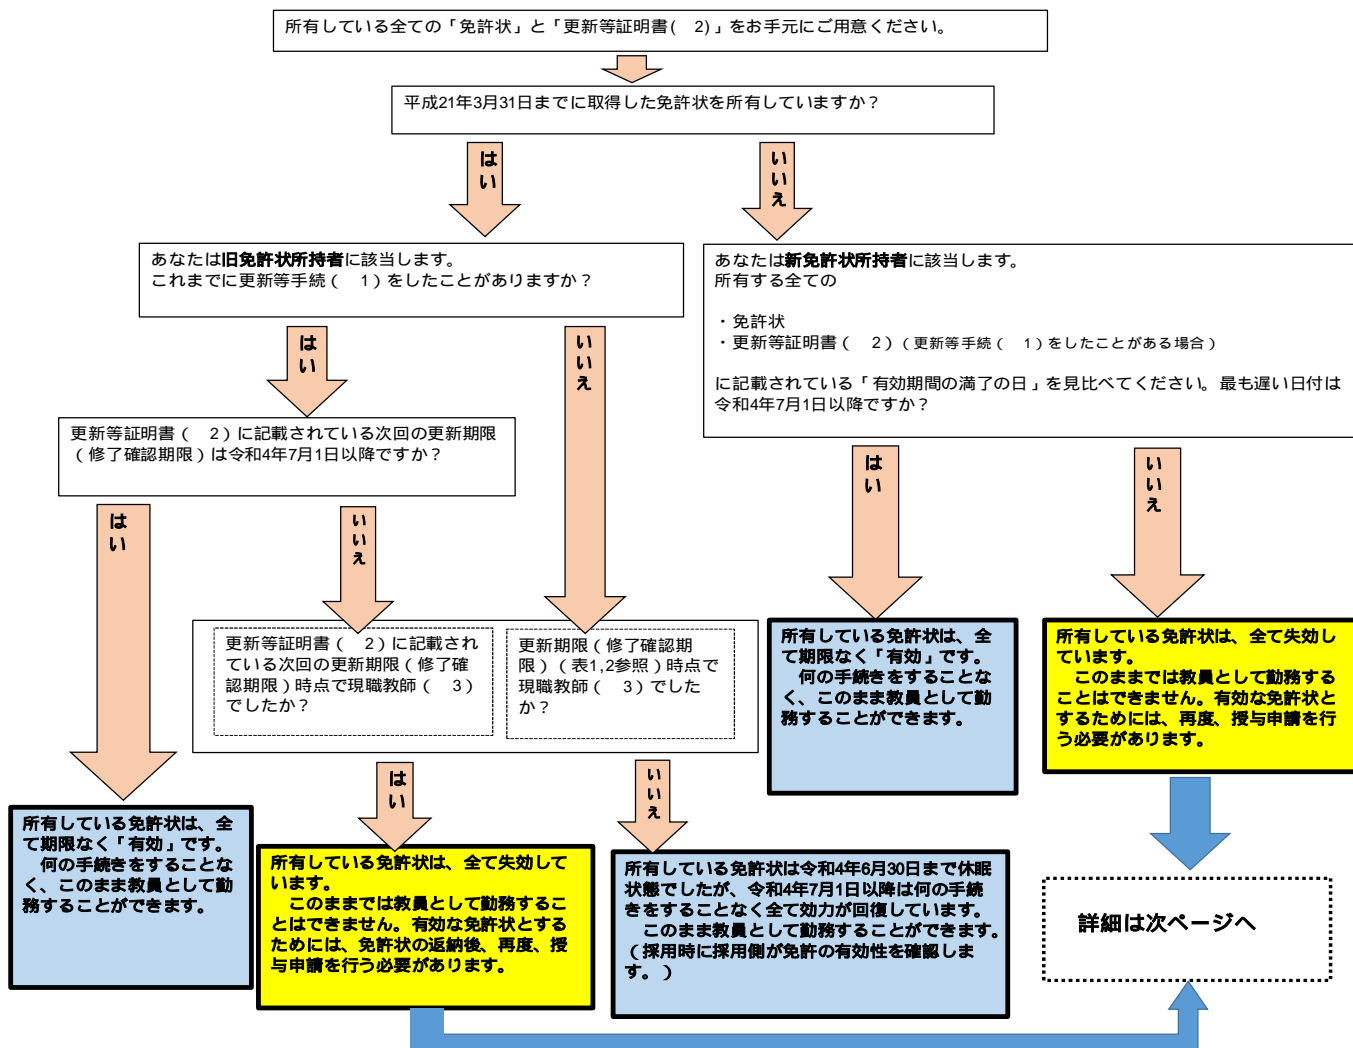 所有している全ての「免許状」と「更新等証明書(　2)」をお手元にご用意ください。
平成21年3月31日までに取得した免許状を所有していますか？
はい
いいえ
あなたは旧免許状所持者に該当します。
これまでに更新等手続（　1）をしたことがありますか？
あなたは新免許状所持者に該当します。
所有する全ての
・免許状
・更新等証明書（　2）（更新等手続（　1）をしたことがある場合）
に記載されている「有効期間の満了の日」を見比べてください。最も遅い日付は
令和4年7月1日以降ですか？
はい
いいえ
更新等証明書（　2）に記載されている次回の更新期限
（修了確認期限）は令和4年7月1日以降ですか？
はい
いいえ
はい
いいえ
更新等証明書（　2）に記載され
ている次回の更新期限（修了確
認期限）時点で現職教師（　3）
でしたか？
更新期限（修了確認期
限）（表1,2参照）時点で
現職教師（　3）でした
か？
所有している免許状は、全
て期限なく「有効」です。
何の手続きをすることな
く、このまま教員として勤
務することができます。
所有している免許状は、全て失効し
ています。
このままでは教員として勤務す
ることはできません。有効な免許状と
するためには、再度、授与申請を行
う必要があります。
はい
いいえ
所有している免許状は、全
て期限なく「有効」です。
何の手続きをすることな
く、このまま教員として勤
務することができます。
所有している免許状は、全て失効して
います。
このままでは教員として勤務するこ
とはできません。有効な免許状とする
ためには、免許状の返納後、再度、授
与申請を行う必要があります。
所有している免許状は令和4年6月30日まで休眠
状態でしたが、令和4年7月1日以降は何の手続
きをすることなく全て効力が回復しています。
このまま教員として勤務することができます。
（採用時に採用側が免許の有効性を確認しま
す。）
詳細は次ページへ